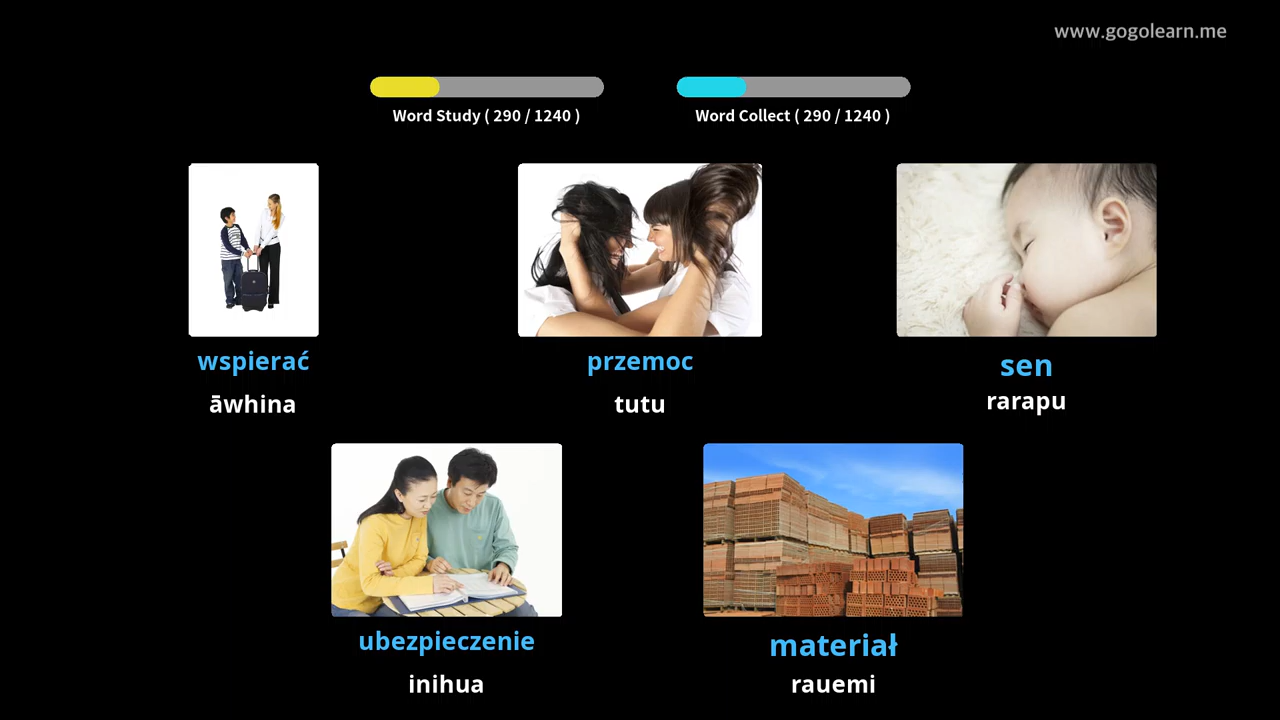 www.gogolearn.me
Word Study ( 290 / 1240 )
Word Collect ( 290 / 1240 )
wspierać
āwhina
przemoc
tutu
sen
rarapu
ubezpieczenie
inihua
materiał
rauemi